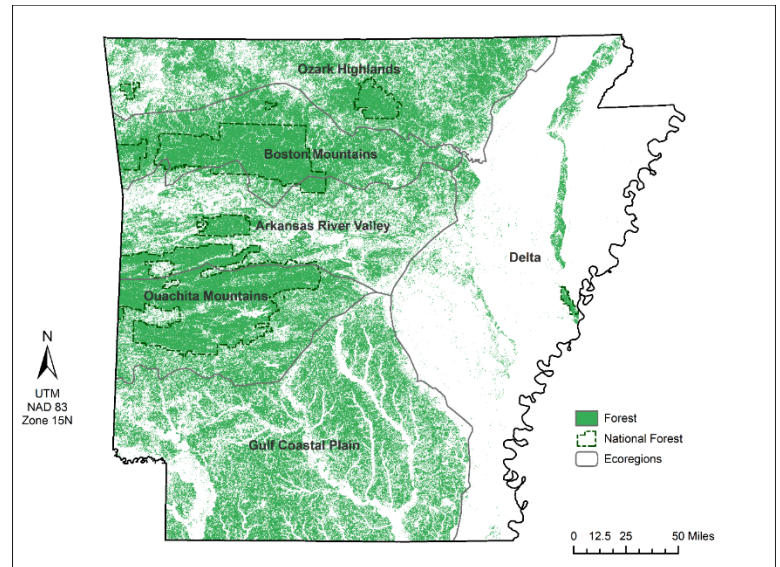 Ozark Highlands
Boston Mountains
Arkansas River Valley
Delta
Ouachita Mountains
N
UTM
NAD 83
Zone 15N
Forest
National Forest
Gulf Coastal Plain
Ecoregions
0 12.5 25 50 Miles